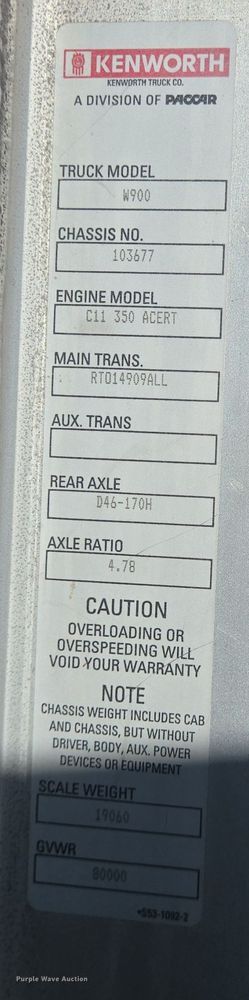 KENWORTH
KENWORTH TRUCK CO.
A DIVISION OF PACCAR
TRUCK MODEL
W900
CHASSIS NO.
103677
ENGINE MODEL
C11 350 ACERT
MAIN TRANS.
RTO14909ALL
AUX. TRANS
REAR AXLE
D46-170H
AXLE RATIO
4.78
CAUTION
OVERLOADING OR
OVERSPEEDING WILL
VOID YOUR WARRANTY
NOTE
CHASSIS WEIGHT INCLUDES CAB
AND CHASSIS, BUT WITHOUT
DRIVER, BODY, AUX. POWER
DEVICES OR EQUIPMENT
SCALE WEIGHT
19060
GVWR
80000
*S53-1092-2
Purple Wave Auction